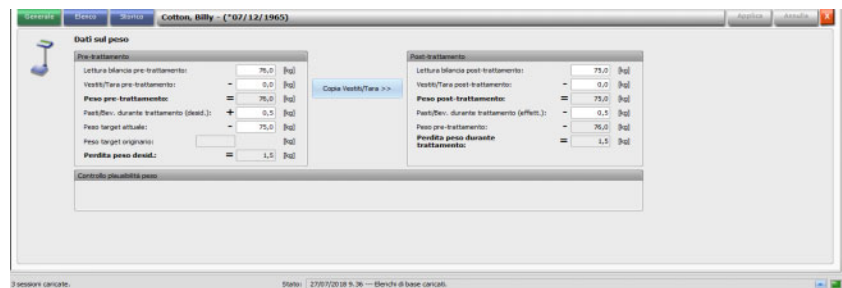 Generale Elenco Storico Cotton, Billy - (*07/12/1965) Applica Annulla X
Dati sul peso
Pre-trattamento
Lettura bilancia pre-trattamento: 76,0 [kg]
Vestiti/Tara pre-trattamento: - 0,0 [kg]
Peso pre-trattamento: = 76,0 [kg]
Pasti/Bev. durante trattamento (desid.): + 0,5 [kg]
Peso target attuale: - 75,0 [kg]
Peso target originario: [kg]
Perdita peso desid.: = 1,5 [kg]
Copia Vestiti/Tara >>
Post-trattamento
Lettura bilancia post-trattamento: 75,0 [kg]
Vestiti/Tara post-trattamento: - 0,0 [kg]
Peso post-trattamento: = 75,0 [kg]
Pasti/Bev. durante trattamento (effett.): - 0,5 [kg]
Peso pre-trattamento: - 76,0 [kg]
Perdita peso durante
trattamento: = 1,5 [kg]
Controllo plausibilità peso
3 sessioni caricate. Stato: 27/07/2018 9.36 --- Elenchi di base caricati.